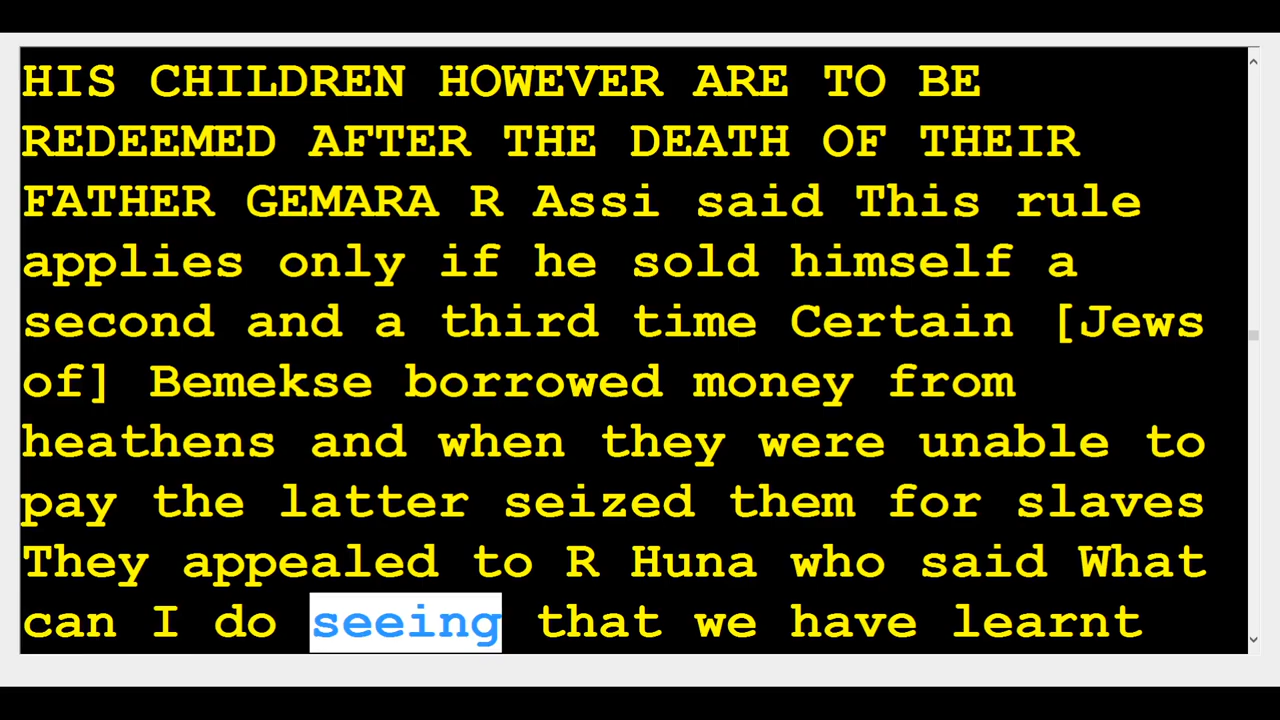 HIS CHILDREN HOWEVER ARE TO BE
REDEEMED AFTER THE DEATH OF THEIR
FATHER GEMARA R Assi said This rule
applies only if he sold himself a
second and a third time Certain [Jews
of] Bemekse borrowed money from
heathens and when they were unable to
pay the latter seized them for slaves
They appealed to R Huna who said What
can I do seeing that we have learnt